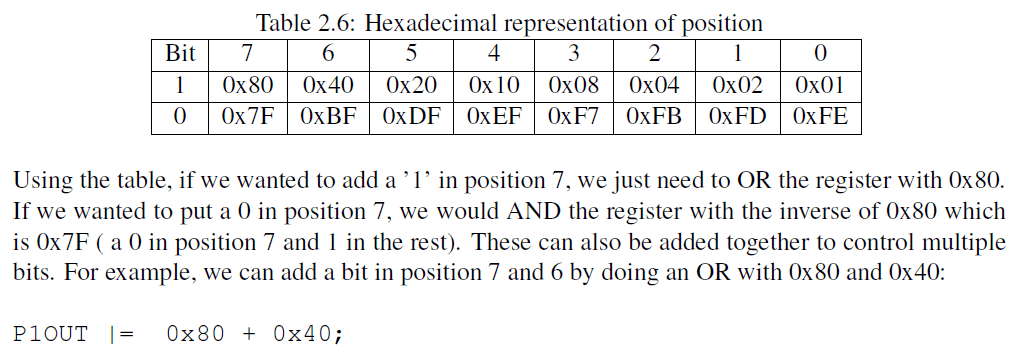 Table 2.6: Hexadecimal representation of position
Bit 7 6 5 4 3 2 1 0
1 0x80 0x40 0x20 0x10 0x08 0x04 0x02 0x01
0 0x7F 0xBF 0xDF 0xEF 0xF7 0xFB 0xFD 0xFE
Using the table, if we wanted to add a ’1’ in position 7, we just need to OR the register with 0x80.
If we wanted to put a 0 in position 7, we would AND the register with the inverse of 0x80 which
is 0x7F ( a 0 in position 7 and 1 in the rest). These can also be added together to control multiple
bits. For example, we can add a bit in position 7 and 6 by doing an OR with 0x80 and 0x40:
P1OUT |= 0x80 + 0x40;